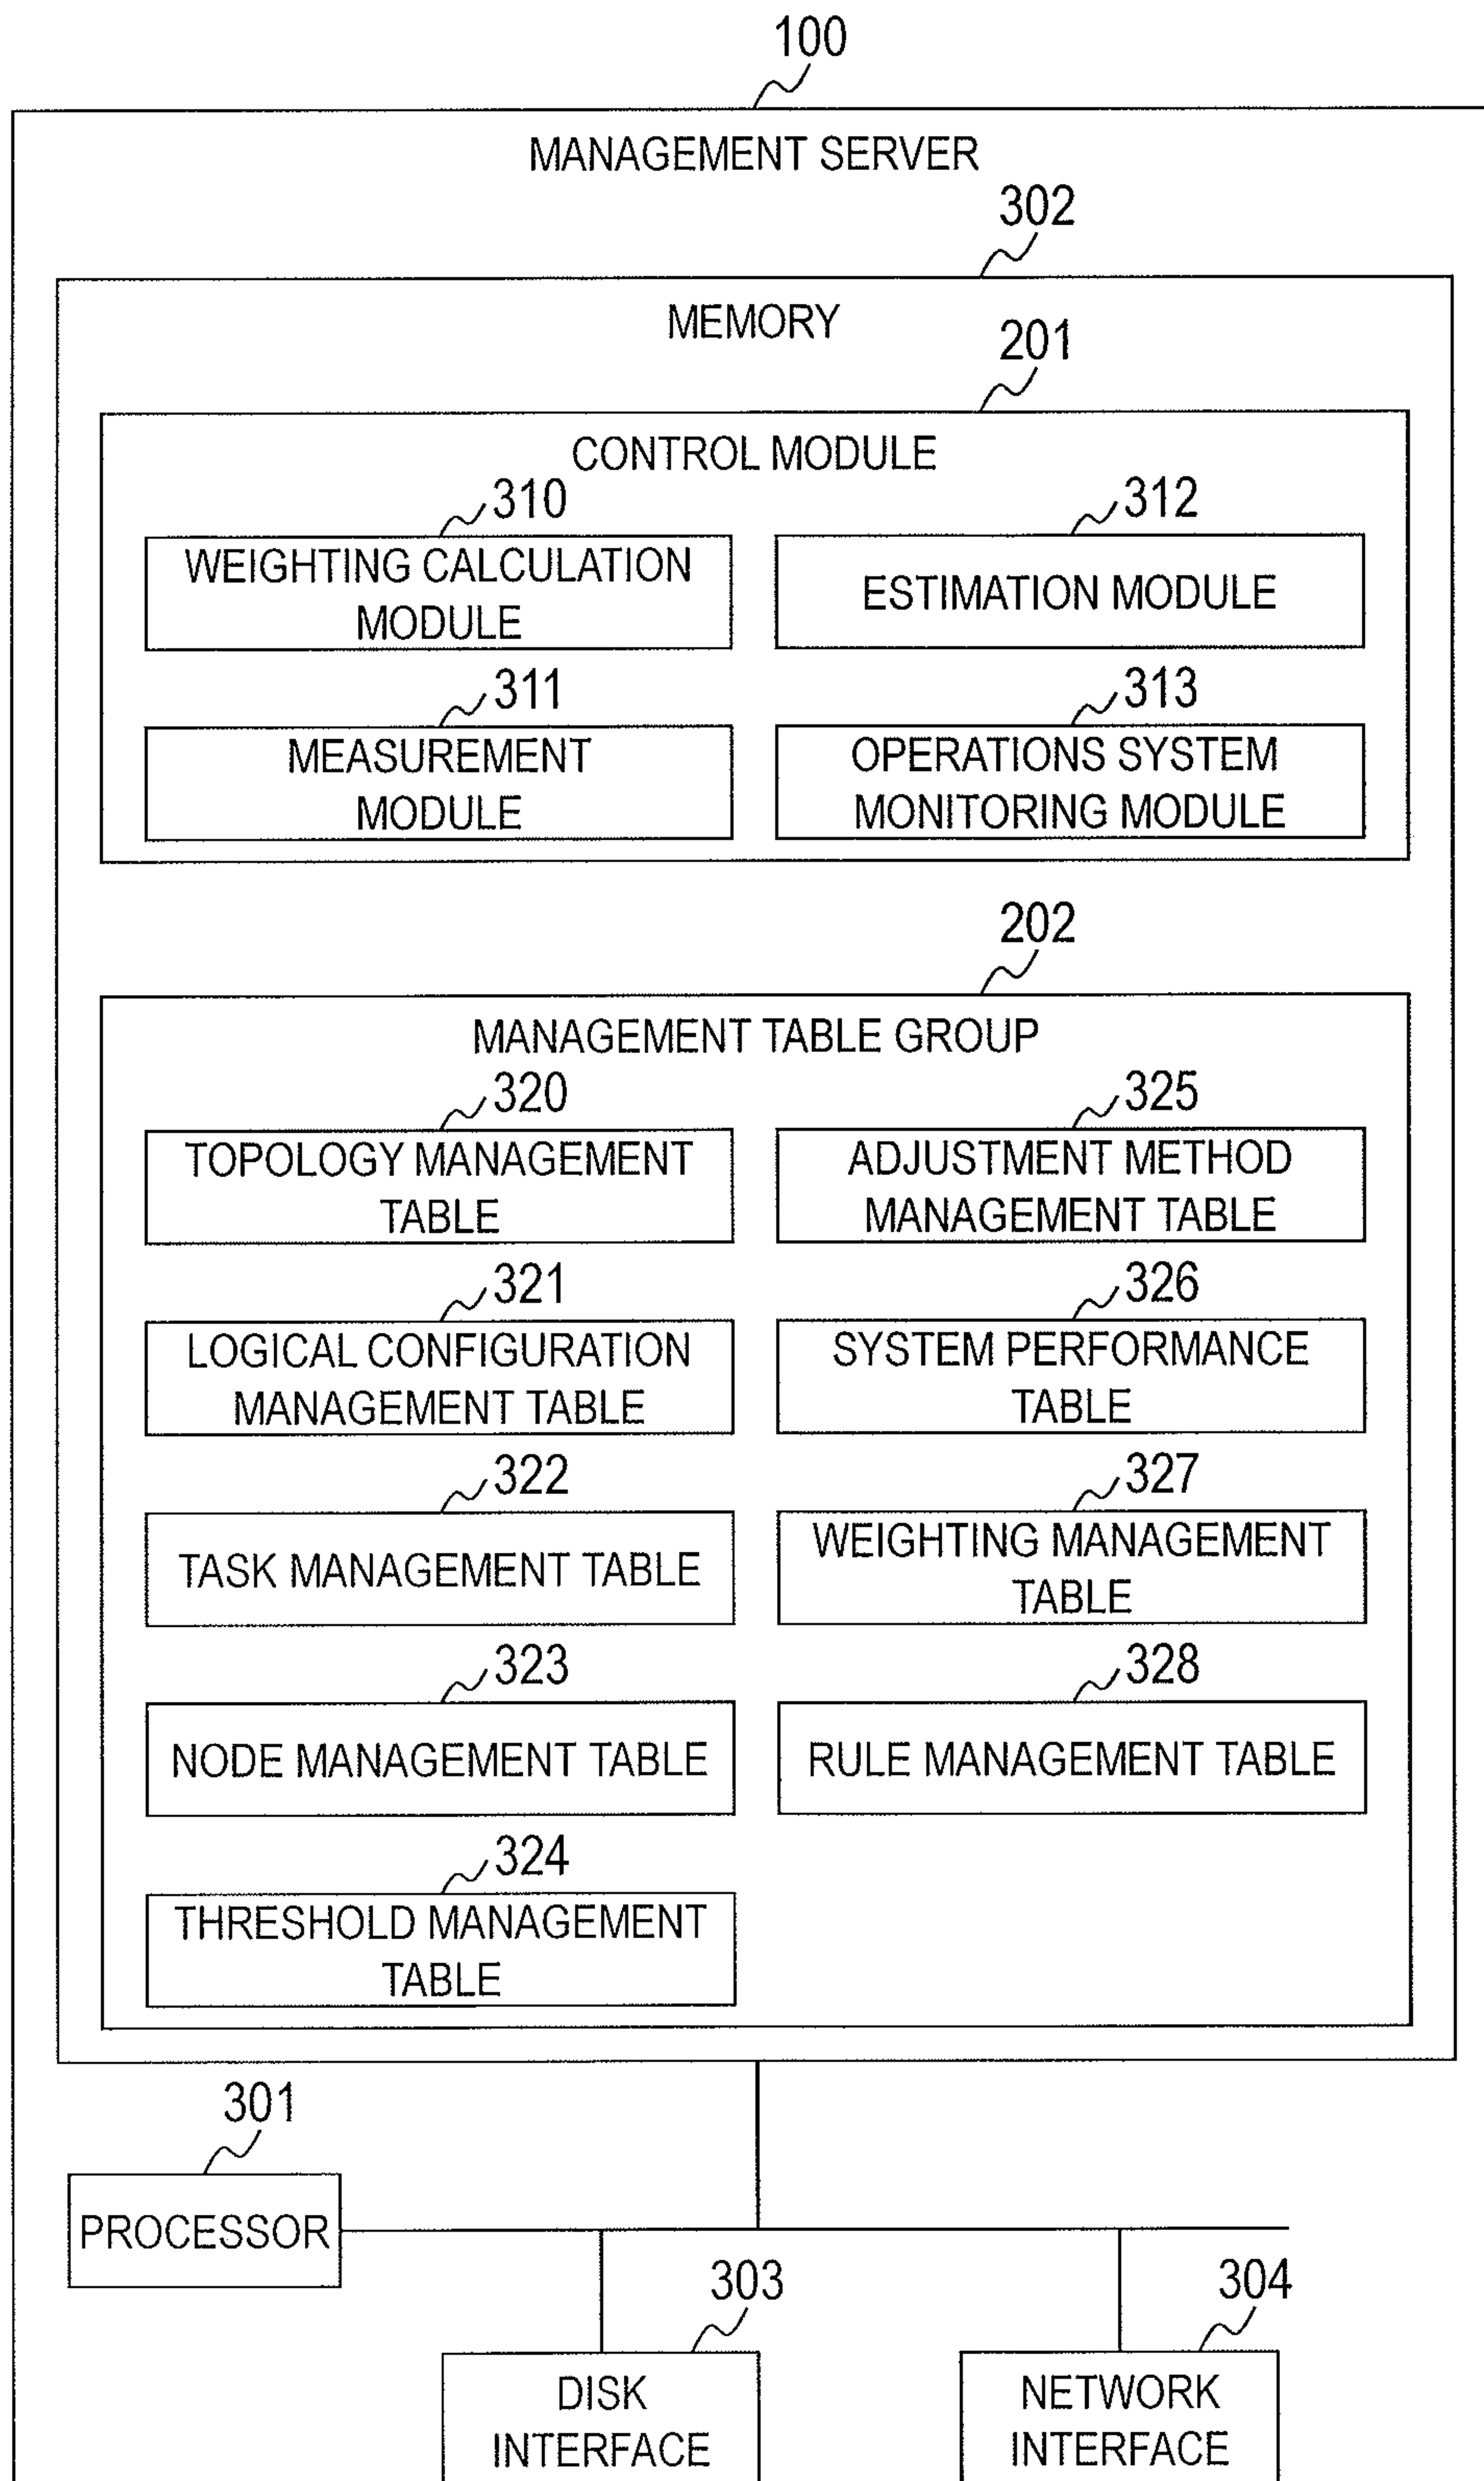 100
MANAGEMENT SERVER
302
MEMORY
201
CONTROL MODULE
310
WEIGHTING CALCULATION
MODULE
312
ESTIMATION MODULE
311
MEASUREMENT
MODULE
313
OPERATIONS SYSTEM
MONITORING MODULE
202
MANAGEMENT TABLE GROUP
320
TOPOLOGY MANAGEMENT
TABLE
325
ADJUSTMENT METHOD
MANAGEMENT TABLE
321
LOGICAL CONFIGURATION
MANAGEMENT TABLE
326
SYSTEM PERFORMANCE
TABLE
322
TASK MANAGEMENT TABLE
327
WEIGHTING MANAGEMENT
TABLE
323
NODE MANAGEMENT TABLE
328
RULE MANAGEMENT TABLE
324
THRESHOLD MANAGEMENT
TABLE
301
PROCESSOR
303
DISK
INTERFACE
304
NETWORK
INTERFACE